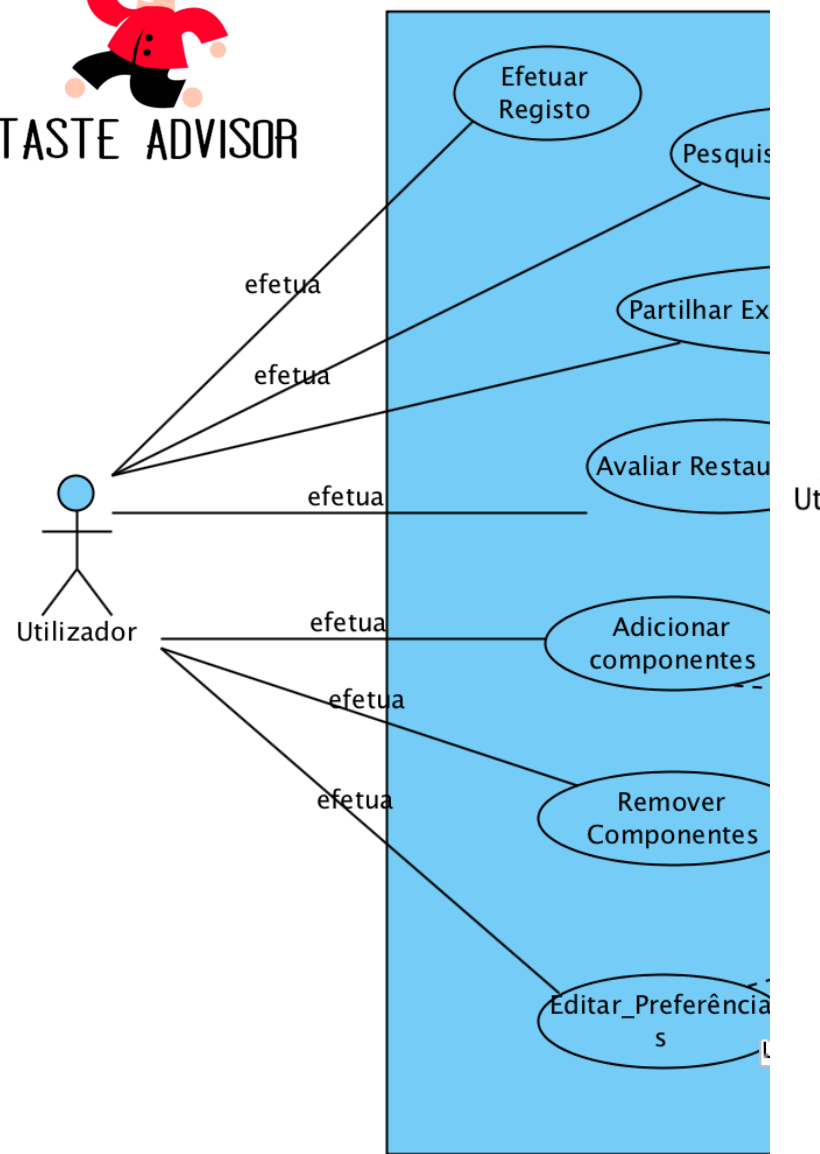 TASTE ADVISOR
Efetuar
Registo
Pesquis
efetua
Partilhar Ex
efetua
Avaliar Restau
efetua
Ut
Utilizador
efetua
Adicionar
componentes
efetua
Remover
Componentes
efetua
Editar_Preferência
s